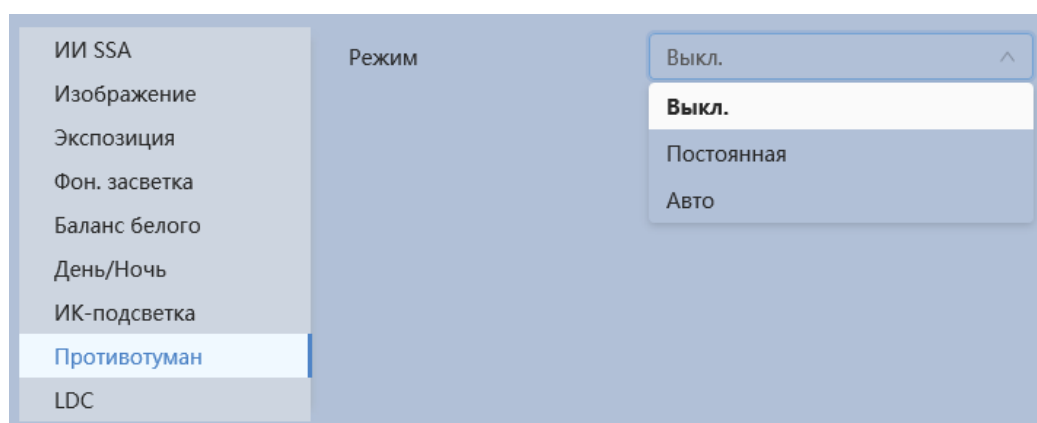 ИИ SSA
Изображение
Экспозиция
Фон. засветка
Баланс белого
День/Ночь
ИК-подсветка
Противотуман
LDC
Режим
Выкл.
Выкл.
Постоянная
Авто